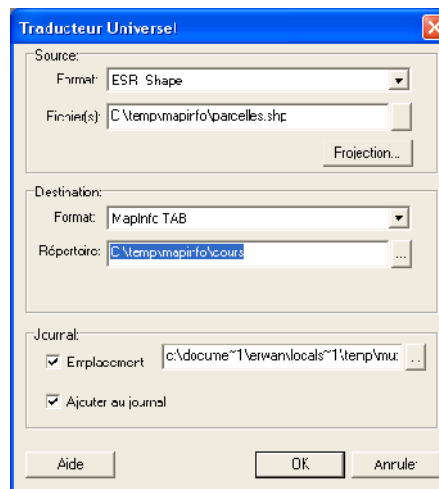 Traducteur Universel
Source:
Format: ESRI Shape
Fichier(s): C:\temp\mapinfo\parcelles.shp
Projection...
Destination:
Format: MapInfo TAB
Répertoire: C:\temp\mapinfo\cours
...
Journal:
Emplacement c:\docume~1\erwan\locals~1\temp\mu
...
Ajouter au journal
Aide OK Annuler